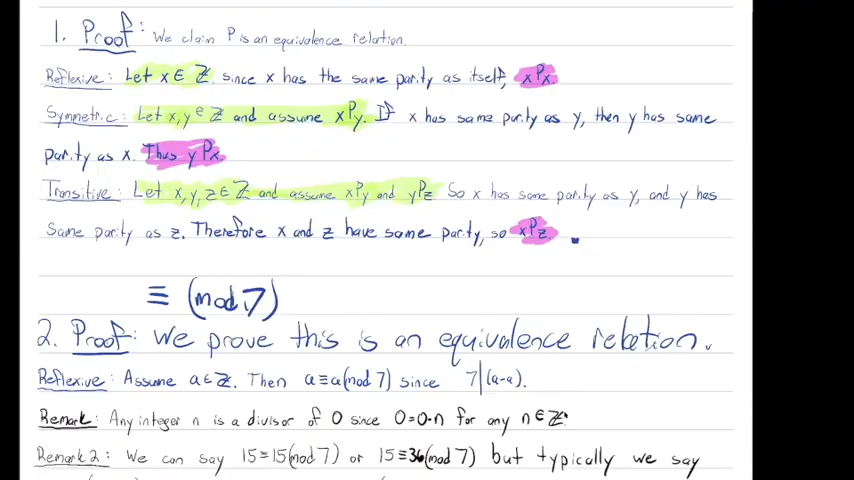 1. Proof: We claim P is an equivalence relation.
Reflexive: Let x ∈ ℤ. since x has the same parity as itself, xPx.
Symmetric: Let x, y ∈ ℤ and assume xPy. If x has same parity as y, then y has same
parity as x. Thus yPx.
Transitive: Let x, y, z ∈ ℤ and assume xPy and yPz. So x has same parity as y, and y has
same parity as z. Therefore x and z have same parity, so xPz. ■
≡ (mod 7)
2. Proof: We prove this is an equivalence relation.
Reflexive: Assume a ∈ ℤ. Then a ≡ a (mod 7) since 7|(a-a).
Remark: Any integer n is a divisor of 0 since 0 = 0·n for any n ∈ ℤ.
Remark 2: We can say 15 ≡ 15 (mod 7) or 15 ≡ 36 (mod 7) but typically we say